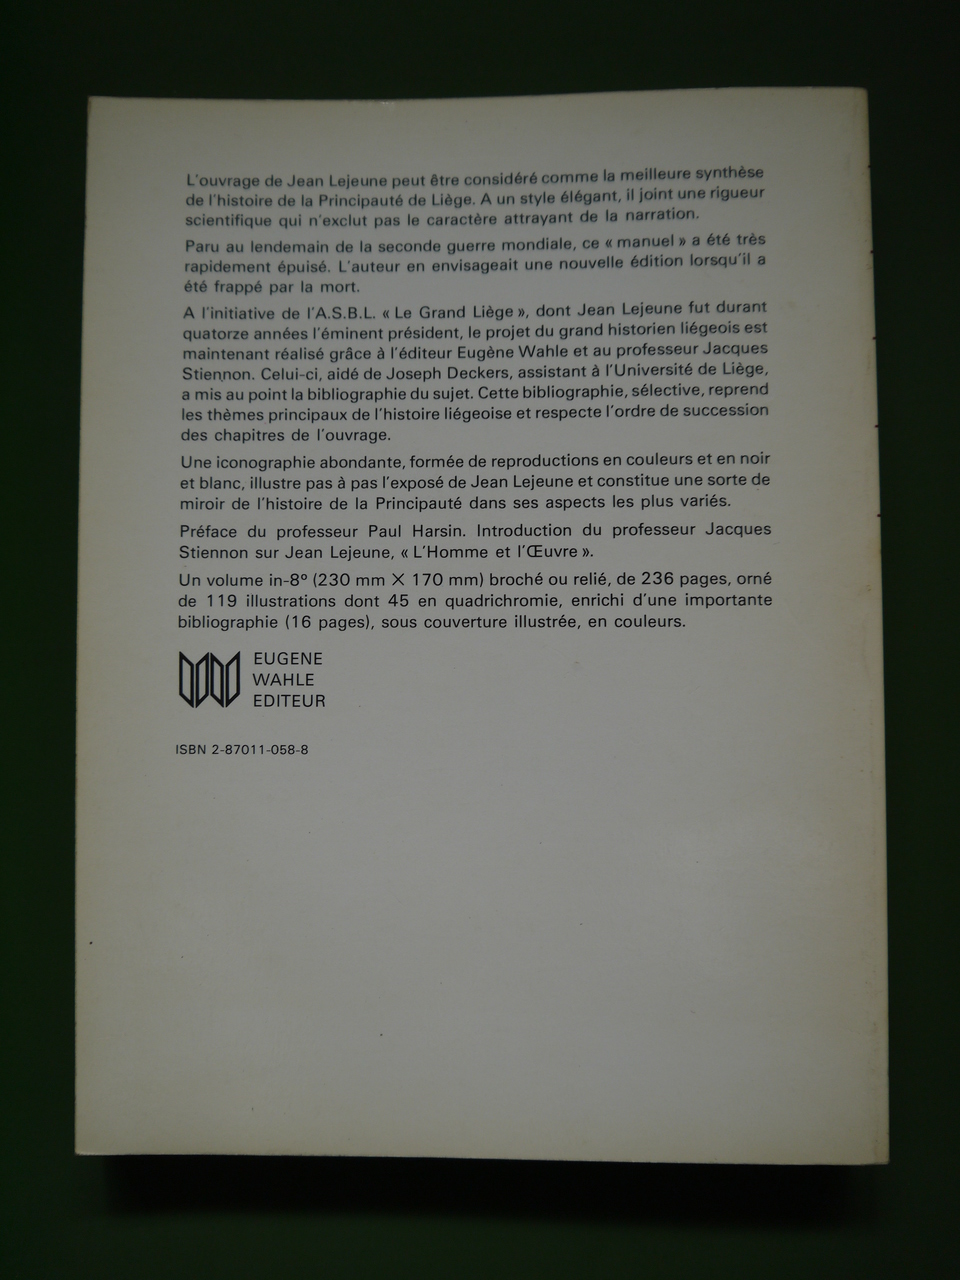 L'ouvrage de Jean Lejeune peut être considéré comme la meilleure synthèse
de l'histoire de la Principauté de Liège. A un style élégant, il joint une rigueur
scientifique qui n'exclut pas le caractère attrayant de la narration.
Paru au lendemain de la seconde guerre mondiale, ce « manuel » a été très
rapidement épuisé. L'auteur en envisageait une nouvelle édition lorsqu'il a
été frappé par la mort.
A l'initiative de l'A.S.B.L. « Le Grand Liège », dont Jean Lejeune fut durant
quatorze années l'éminent président, le projet du grand historien liégeois est
maintenant réalisé grâce à l'éditeur Eugène Wahle et au professeur Jacques
Stiennon. Celui-ci, aidé de Joseph Deckers, assistant à l'Université de Liège,
a mis au point la bibliographie du sujet. Cette bibliographie, sélective, reprend
les thèmes principaux de l'histoire liégeoise et respecte l'ordre de succession
des chapitres de l'ouvrage.
Une iconographie abondante, formée de reproductions en couleurs et en noir
et blanc, illustre pas à pas l'exposé de Jean Lejeune et constitue une sorte de
miroir de l'histoire de la Principauté dans ses aspects les plus variés.
Préface du professeur Paul Harsin. Introduction du professeur Jacques
Stiennon sur Jean Lejeune, « L'Homme et l'Œuvre ».
Un volume in-8° (230 mm X 170 mm) broché ou relié, de 236 pages, orné
de 119 illustrations dont 45 en quadrichromie, enrichi d'une importante
bibliographie (16 pages), sous couverture illustrée, en couleurs.
EUGENE
WAHLE
EDITEUR
ISBN 2-87011-058-8